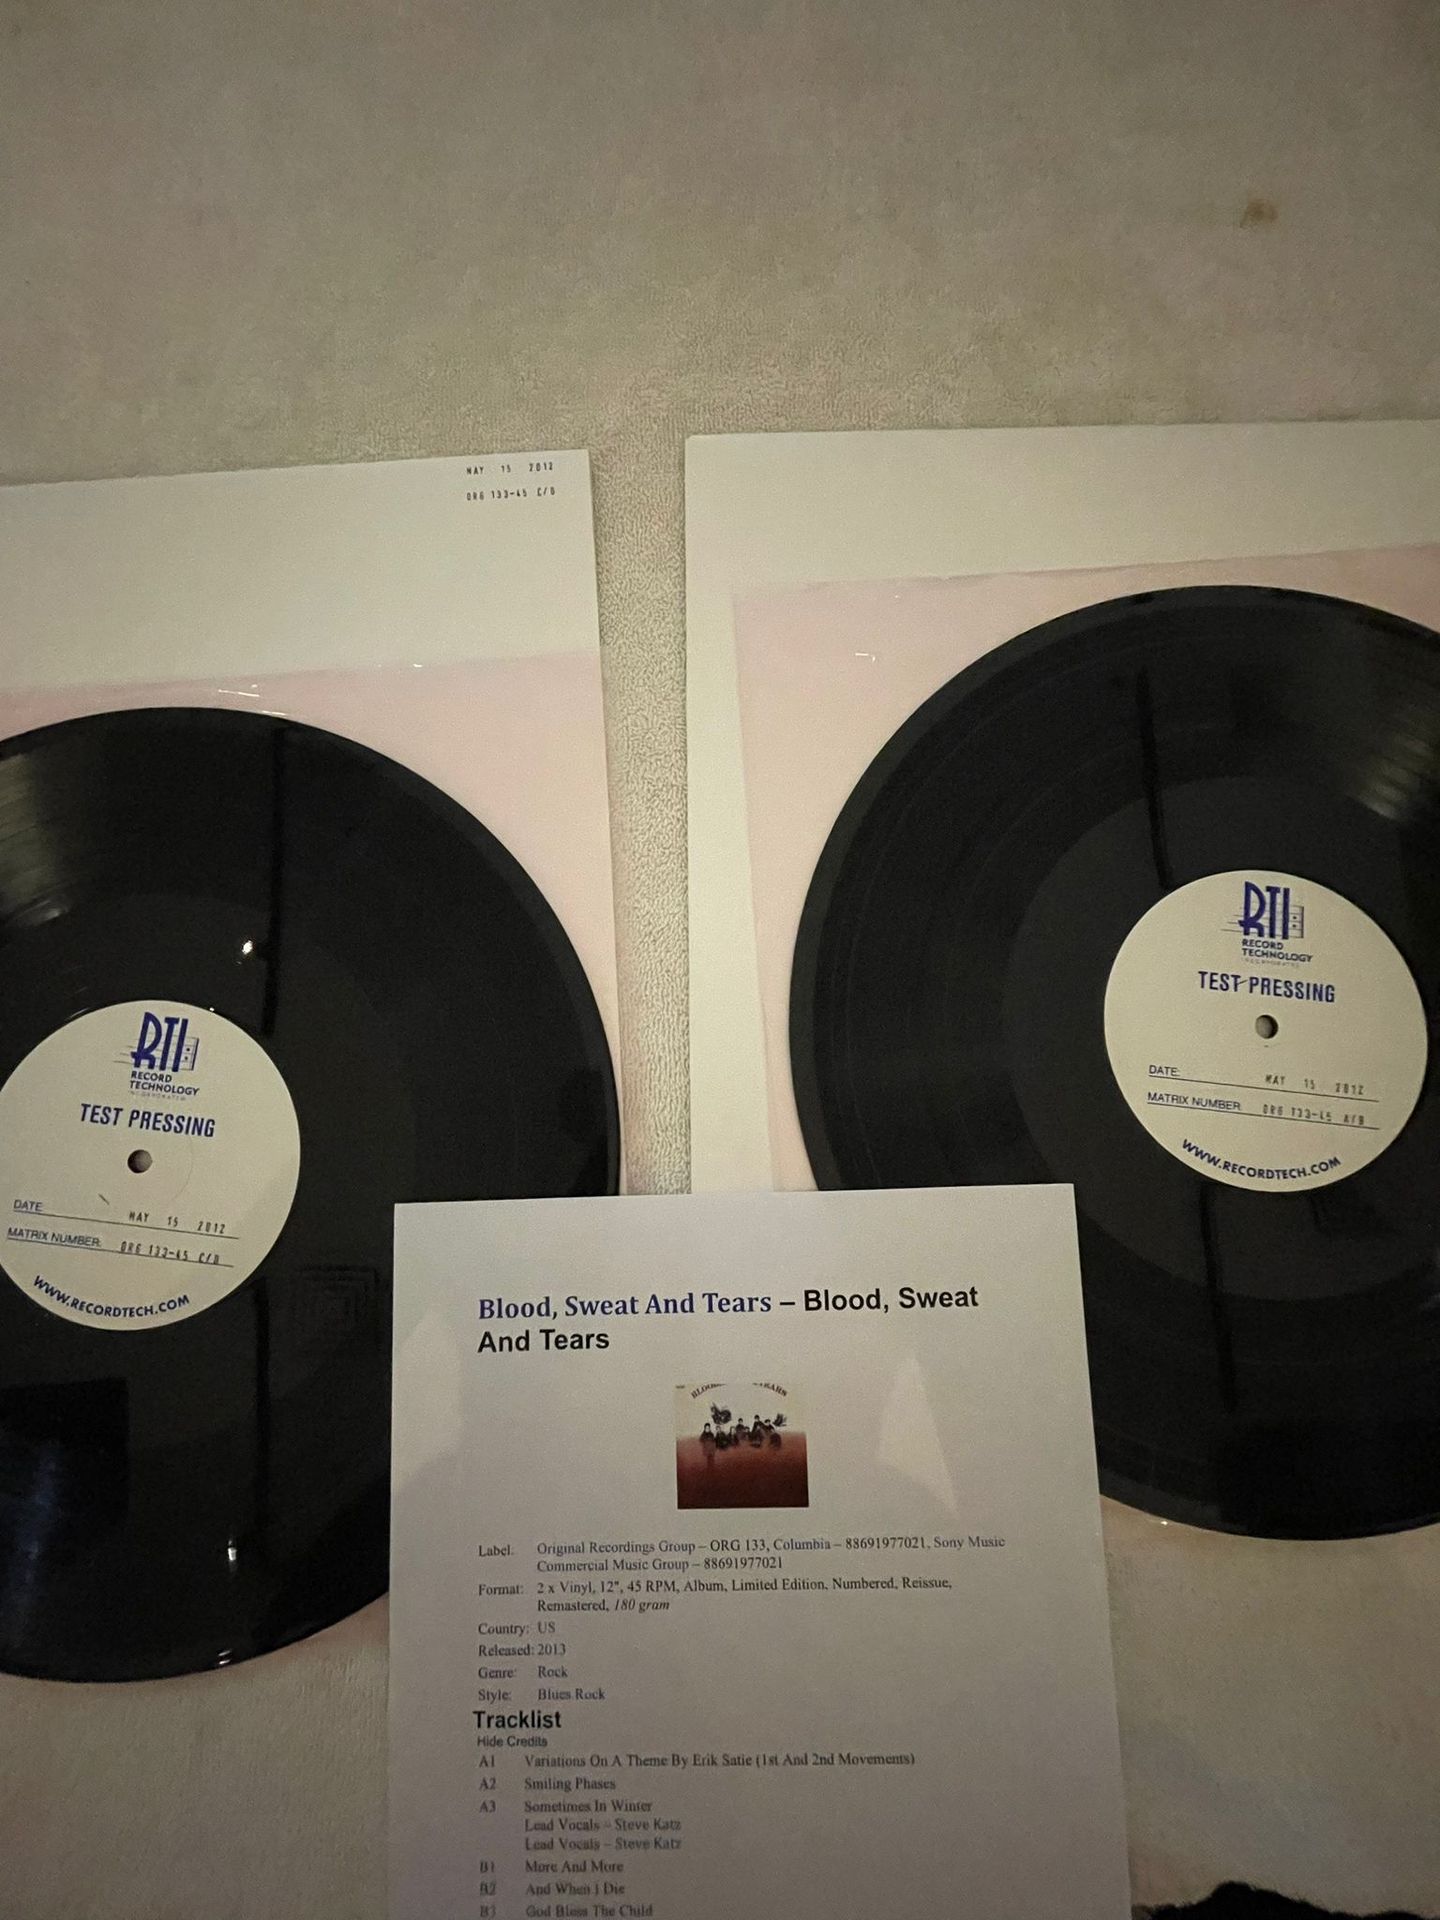 MAY 15 2012
ORG 133-45 C/D
RTI
RECORD
TECHNOLOGY
INCORPORATED
TEST PRESSING
DATE: MAY 15 2012
MATRIX NUMBER: ORG 133-45 A/B
WWW.RECORDTECH.COM
RTI
RECORD
TECHNOLOGY
INCORPORATED
TEST PRESSING
DATE MAY 15 2012
MATRIX NUMBER: ORG 133-45 C/D
WWW.RECORDTECH.COM
Blood, Sweat And Tears – Blood, Sweat
And Tears
Label: Original Recordings Group – ORG 133, Columbia – 88691977021, Sony Music
Commercial Music Group – 88691977021
Format: 2 x Vinyl, 12", 45 RPM, Album, Limited Edition, Numbered, Reissue,
Remastered, 180 gram
Country: US
Released: 2013
Genre: Rock
Style: Blues Rock
Tracklist
Hide Credits
A1 Variations On A Theme By Erik Satie (1st And 2nd Movements)
A2 Smiling Phases
A3 Sometimes In Winter
Lead Vocals – Steve Katz
Lead Vocals – Steve Katz
B1 More And More
B2 And When I Die
B3 God Bless The Child